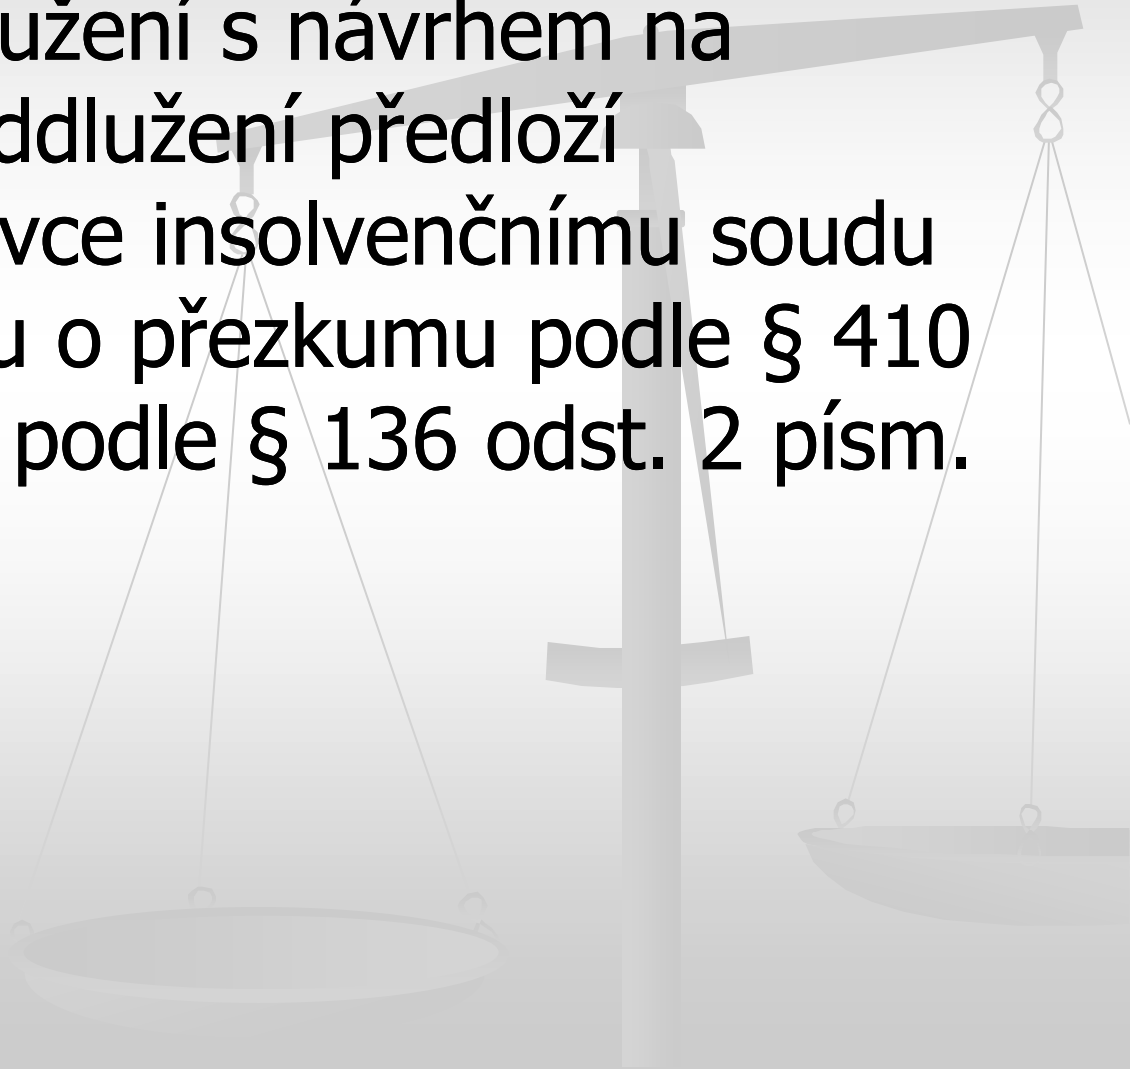 užení s návrhem na
ddlužení předloží
vce insolvenčnímu soudu
u o přezkumu podle § 410
podle § 136 odst. 2 písm.